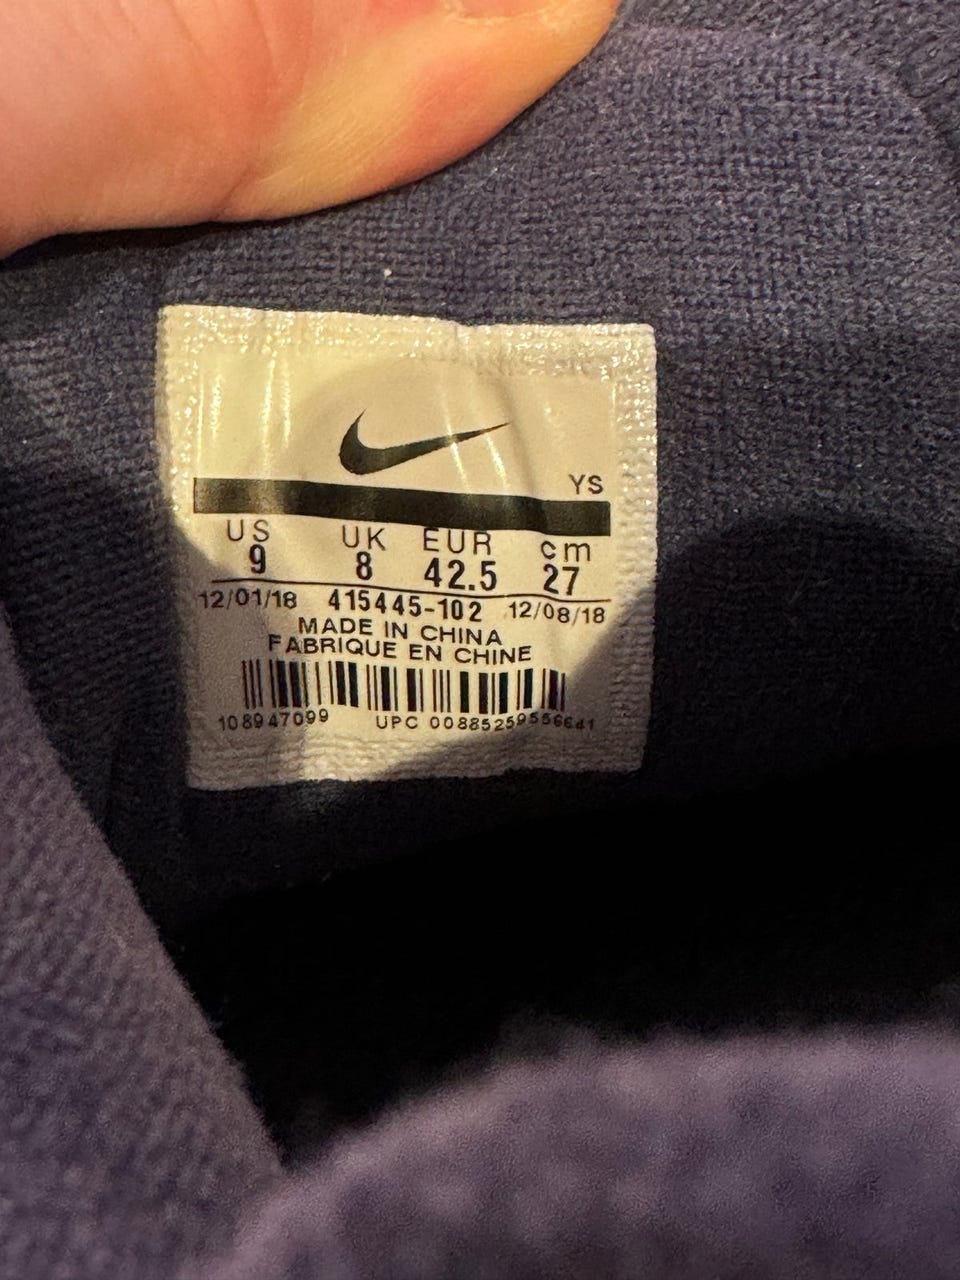 YS
US UK EUR cm
9 8 42.5 27
12/01/18 415445-102 12/08/18
MADE IN CHINA
FABRIQUE EN CHINE
108947099 UPC 00885259556641